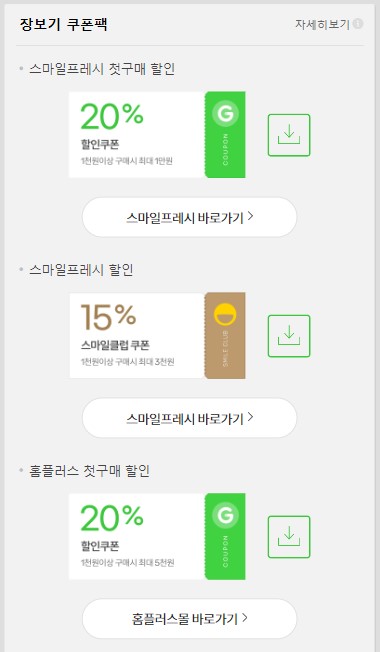 장보기 쿠폰팩
자세히보기
스마일프레시 첫구매 할인
20%
할인쿠폰
1천원이상 구매시 최대 1만원
G
COUPON
스마일프레시 바로가기 >
스마일프레시 할인
15%
스마일클럽 쿠폰
1천원이상 구매시 최대 3천원
SMILE CLUB
스마일프레시 바로가기 >
홈플러스 첫구매 할인
20%
할인쿠폰
1천원이상 구매시 최대 5천원
G
COUPON
홈플러스몰 바로가기 >